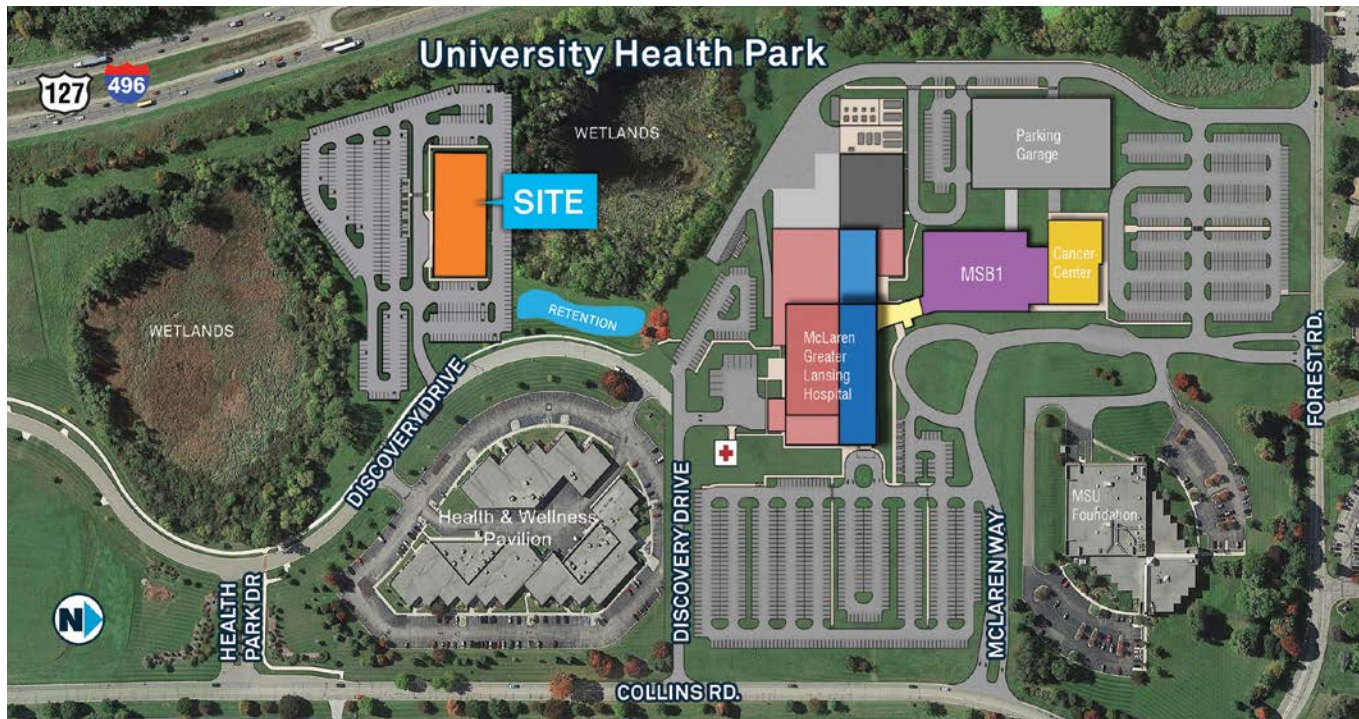 University Health Park
127
496
WETLANDS
Parking
Garage
SITE
MSB1
Cancer
Center
RETENTION
WETLANDS
McLaren
Greater
Lansing
Hospital
FOREST RD.
DISCOVERY DRIVE
MSU
Foundation
Health & Wellness
Pavilion
DISCOVERY DRIVE
MCLAREN WAY
HEALTH
PARK DR
N
COLLINS RD.